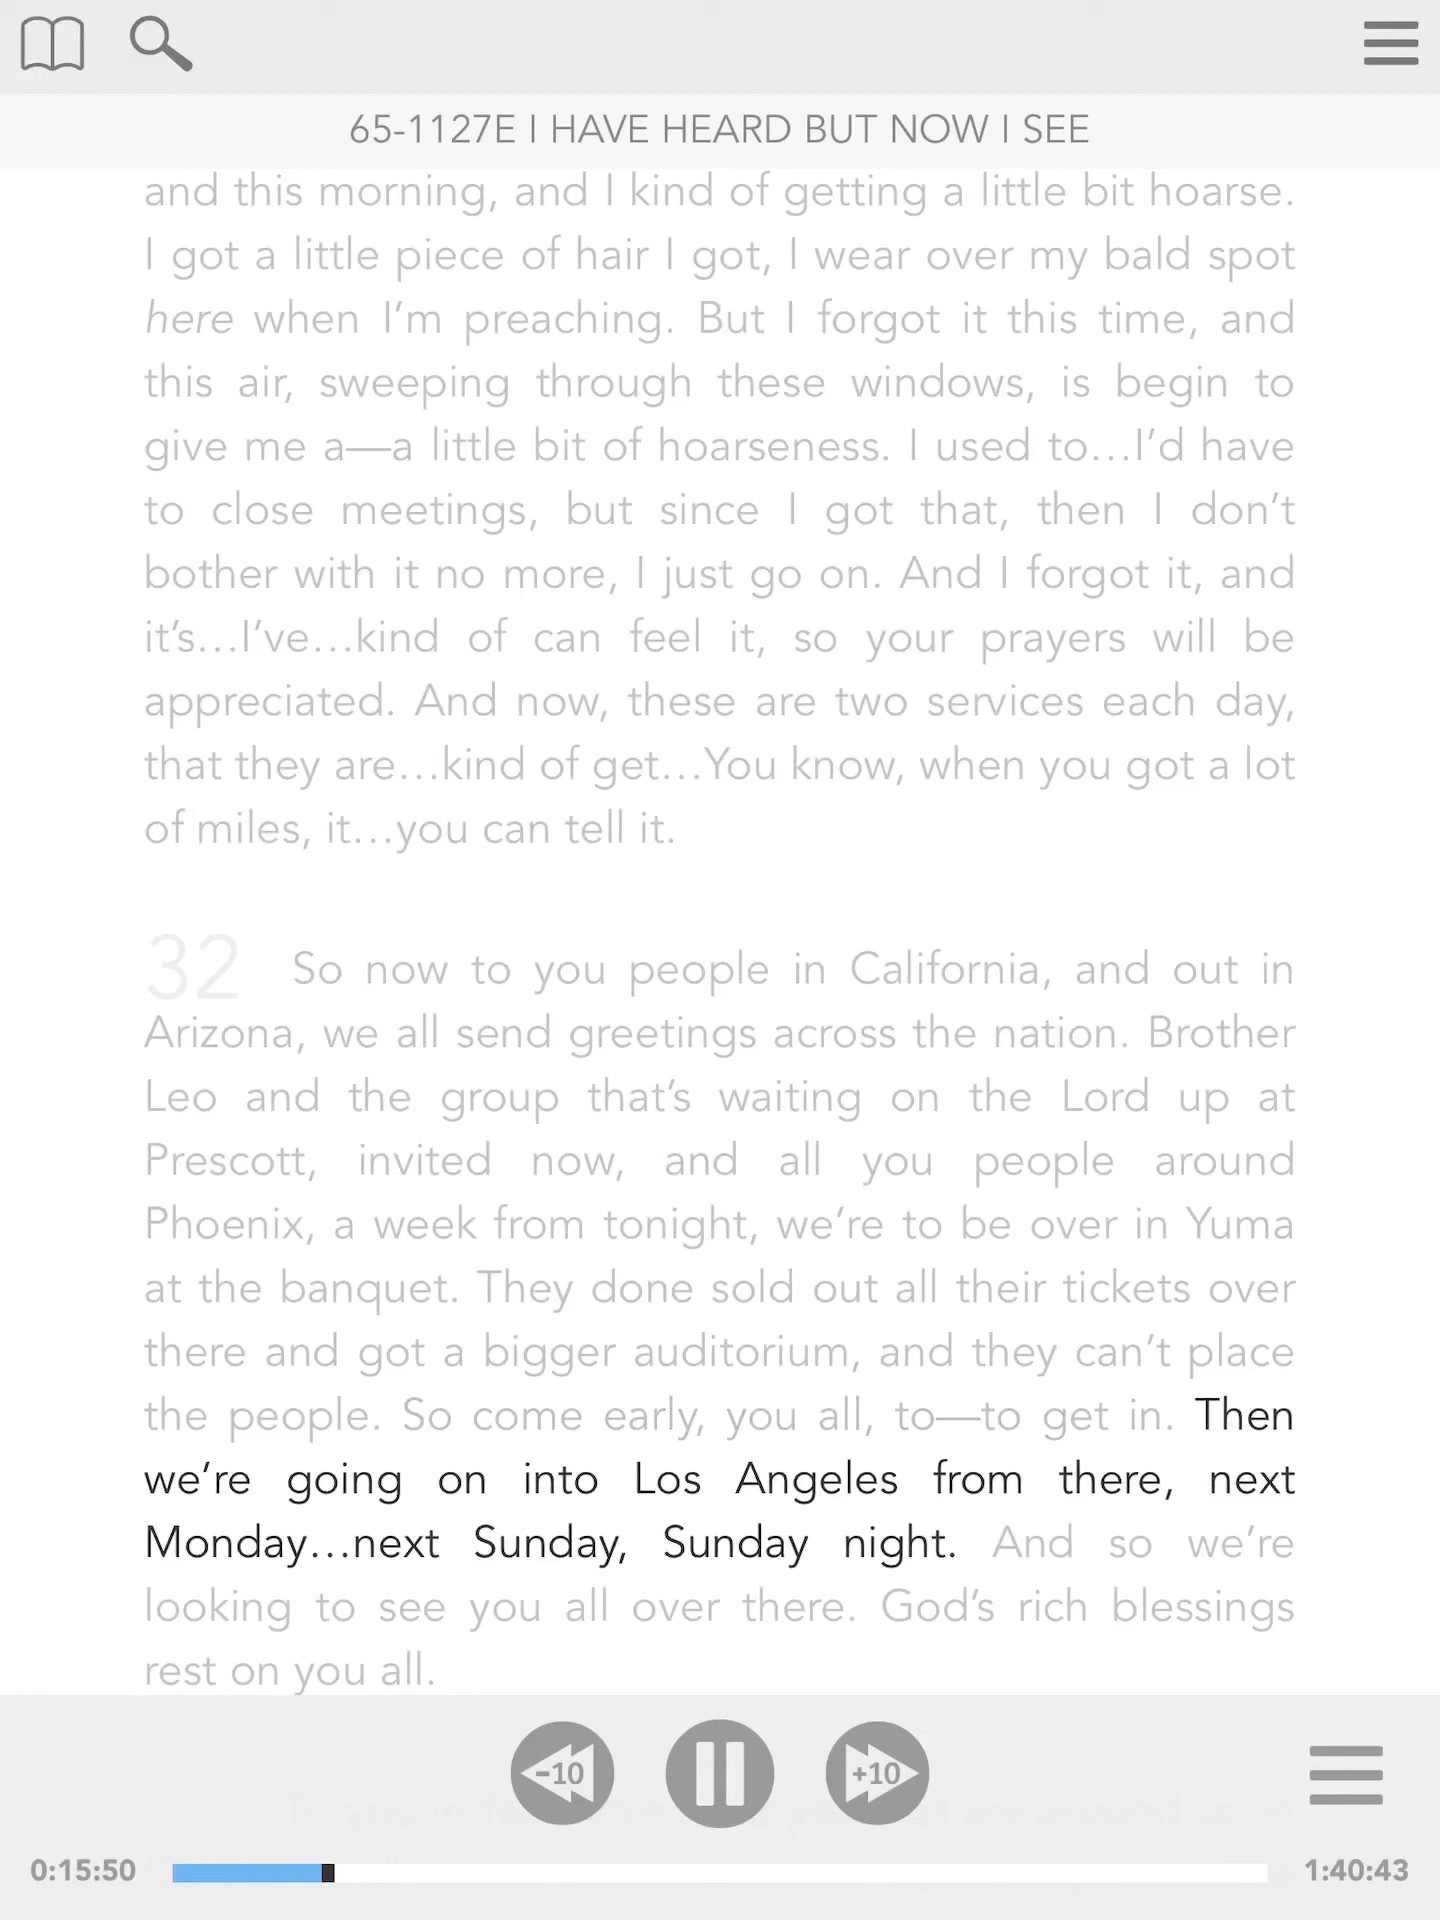 65-1127E I HAVE HEARD BUT NOW I SEE
and this morning, and I kind of getting a little bit hoarse.
I got a little piece of hair I got, I wear over my bald spot
here when I’m preaching. But I forgot it this time, and
this air, sweeping through these windows, is begin to
give me a—a little bit of hoarseness. I used to…I’d have
to close meetings, but since I got that, then I don’t
bother with it no more, I just go on. And I forgot it, and
it’s…I’ve…kind of can feel it, so your prayers will be
appreciated. And now, these are two services each day,
that they are…kind of get…You know, when you got a lot
of miles, it…you can tell it.
32 So now to you people in California, and out in
Arizona, we all send greetings across the nation. Brother
Leo and the group that’s waiting on the Lord up at
Prescott, invited now, and all you people around
Phoenix, a week from tonight, we’re to be over in Yuma
at the banquet. They done sold out all their tickets over
there and got a bigger auditorium, and they can’t place
the people. So come early, you all, to—to get in. Then
we’re going on into Los Angeles from there, next
Monday…next Sunday, Sunday night. And so we’re
looking to see you all over there. God’s rich blessings
rest on you all.
-10 +10
0:15:50 1:40:43